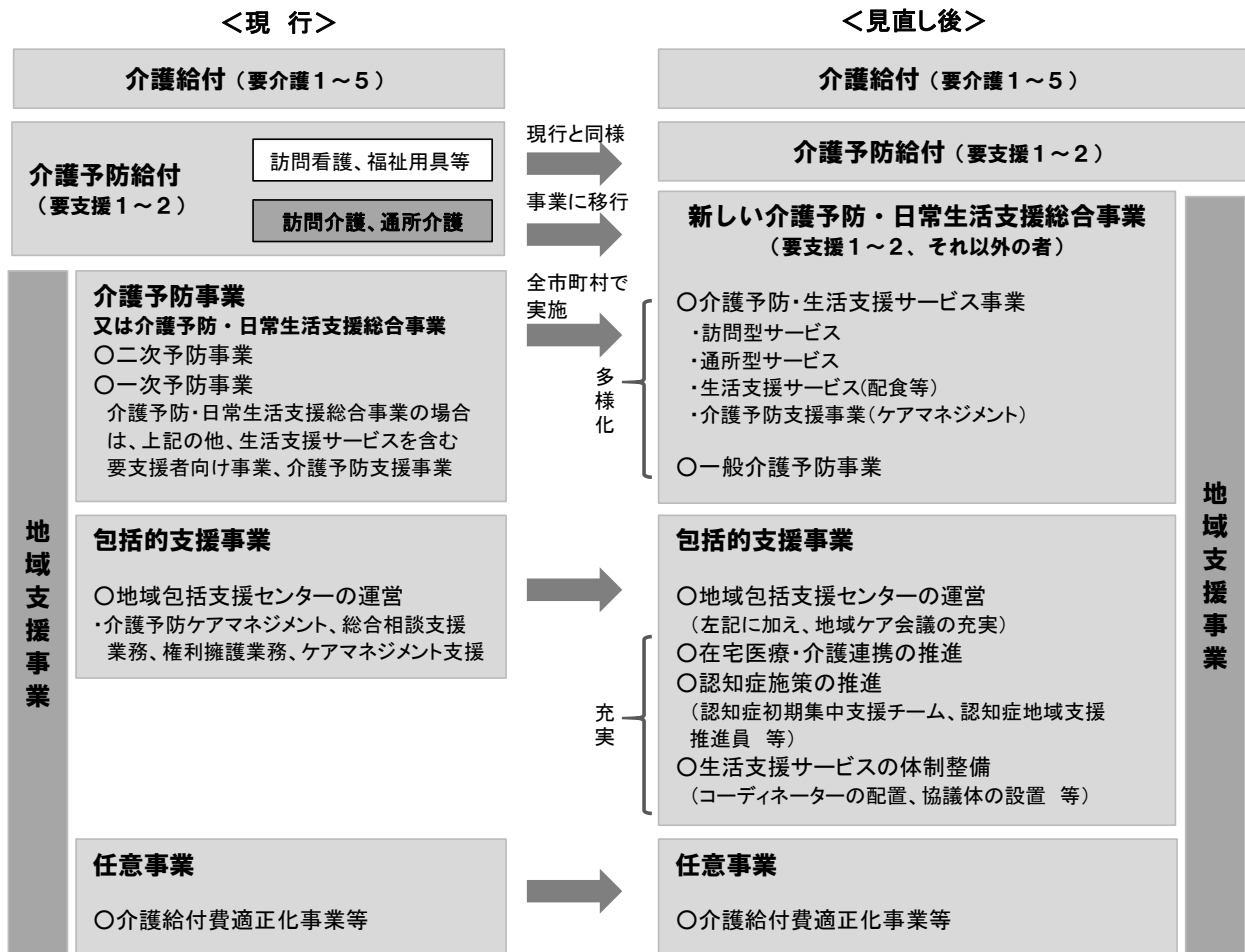 ＜現 行＞
介護給付（要介護１～５）
介護予防給付
（要支援１～２）
訪問看護、福祉用具等
訪問介護、通所介護
介護予防事業
又は介護予防・日常生活支援総合事業
○二次予防事業
○一次予防事業
介護予防・日常生活支援総合事業の場合
は、上記の他、生活支援サービスを含む
要支援者向け事業、介護予防支援事業
地域支援事業
包括的支援事業
○地域包括支援センターの運営
・介護予防ケアマネジメント、総合相談支援
業務、権利擁護業務、ケアマネジメント支援
任意事業
○介護給付費適正化事業等
現行と同様
事業に移行
全市町村で
実施
多様化
充実
＜見直し後＞
介護給付（要介護１～５）
介護予防給付（要支援１～２）
新しい介護予防・日常生活支援総合事業
（要支援１～２、それ以外の者）
○介護予防・生活支援サービス事業
・訪問型サービス
・通所型サービス
・生活支援サービス(配食等)
・介護予防支援事業(ケアマネジメント)
○一般介護予防事業
包括的支援事業
○地域包括支援センターの運営
(左記に加え、地域ケア会議の充実)
○在宅医療・介護連携の推進
○認知症施策の推進
(認知症初期集中支援チーム、認知症地域支援
推進員 等)
○生活支援サービスの体制整備
(コーディネーターの配置、協議体の設置 等)
任意事業
○介護給付費適正化事業等
地域支援事業